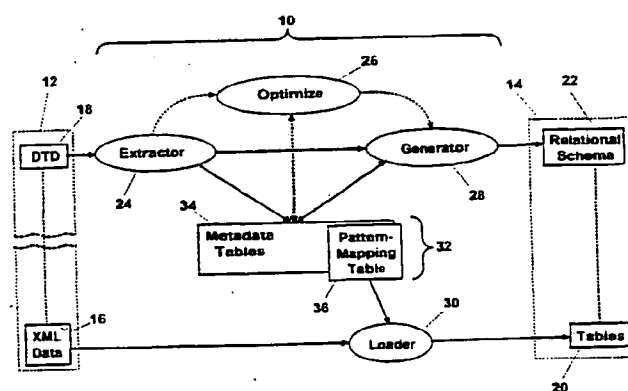 10
12
18
26
Optimize
14
22
DTD
Extractor
Generator
Relational
Schema
24
28
34
Metadata
Tables
Pattern-
Mapping
Table
32
36
30
16
XML
Data
Loader
Tables
20